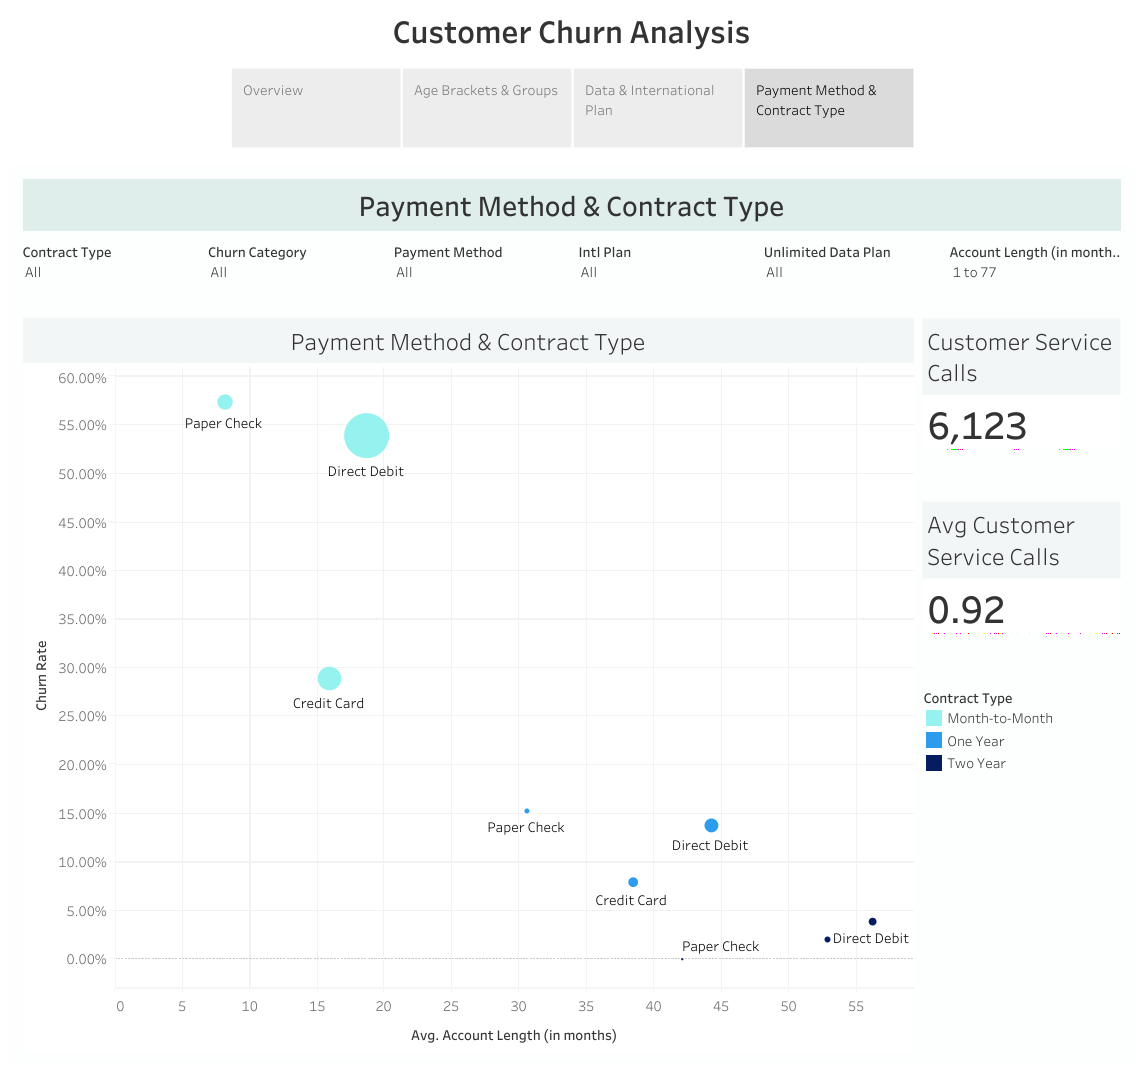 Customer Churn Analysis
Overview
Age Brackets & Groups
Data & International
Plan
Payment Method &
Contract Type
Payment Method & Contract Type
Contract Type
All
Churn Category
All
Payment Method
All
Intl Plan
All
Unlimited Data Plan
All
Account Length (in month..
1 to 77
Payment Method & Contract Type
60.00%
55.00%
50.00%
45.00%
40.00%
35.00%
30.00%
25.00%
20.00%
15.00%
10.00%
5.00%
0.00%
Churn Rate
Paper Check
Direct Debit
Credit Card
Paper Check
Direct Debit
Credit Card
Direct Debit
Paper Check
0
5
10
15
20
25
30
35
40
45
50
55
Avg. Account Length (in months)
Customer Service
Calls
6,123
Avg Customer
Service Calls
0.92
Contract Type
Month-to-Month
One Year
Two Year